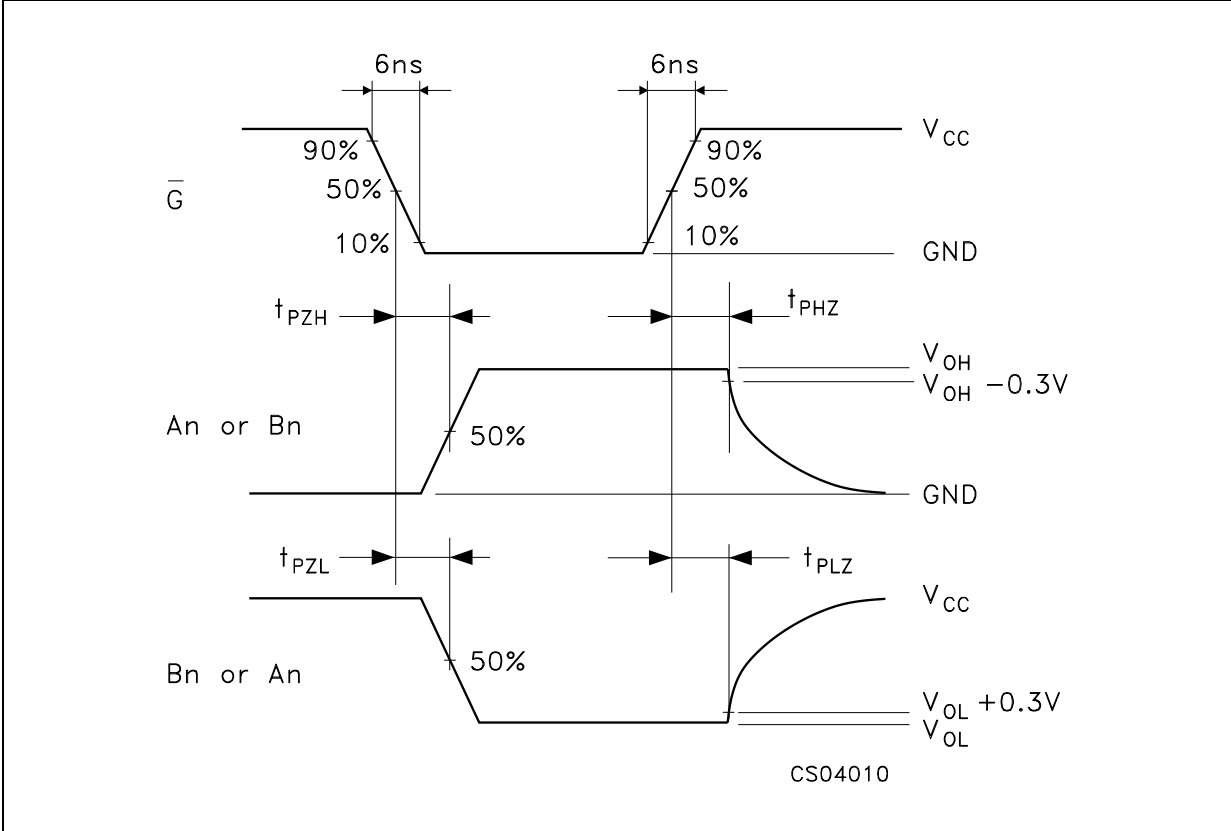 6ns 6ns
V_CC
90% 90%
G̅ 50% 50%
10% 10%
GND
t_PZH t_PHZ
V_OH
V_OH −0.3V
An or Bn 50%
GND
t_PZL t_PLZ
V_CC
Bn or An 50%
V_OL +0.3V
V_OL
CS04010